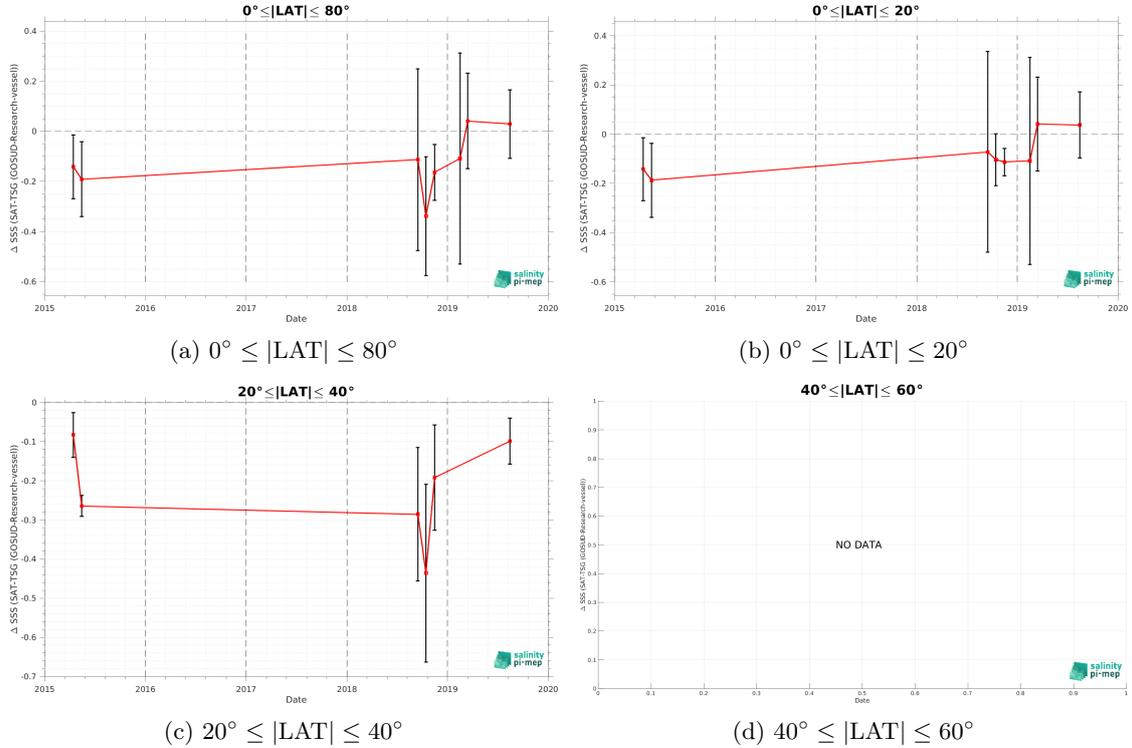 0°≤|LAT|≤ 80°
0.4
0.2
0
-0.2
-0.4
-0.6
Δ SSS (SAT-TSG (GOSUD-Research-vessel))
2015 2016 2017 2018 2019 2020
Date
salinity
pi-mep
(a) 0° ≤ |LAT| ≤ 80°
0°≤|LAT|≤ 20°
0.4
0.2
0
-0.2
-0.4
-0.6
Δ SSS (SAT-TSG (GOSUD-Research-vessel))
2015 2016 2017 2018 2019 2020
Date
salinity
pi-mep
(b) 0° ≤ |LAT| ≤ 20°
20°≤|LAT|≤ 40°
0
-0.1
-0.2
-0.3
-0.4
-0.5
-0.6
-0.7
Δ SSS (SAT-TSG (GOSUD-Research-vessel))
2015 2016 2017 2018 2019 2020
Date
salinity
pi-mep
(c) 20° ≤ |LAT| ≤ 40°
40°≤|LAT|≤ 60°
1
0.9
0.8
0.7
0.6
0.5
0.4
0.3
0.2
0.1
0
Δ SSS (SAT-TSG (GOSUD-Research-vessel))
NO DATA
0 0.1 0.2 0.3 0.4 0.5 0.6 0.7 0.8 0.9 1
Date
salinity
pi-mep
(d) 40° ≤ |LAT| ≤ 60°